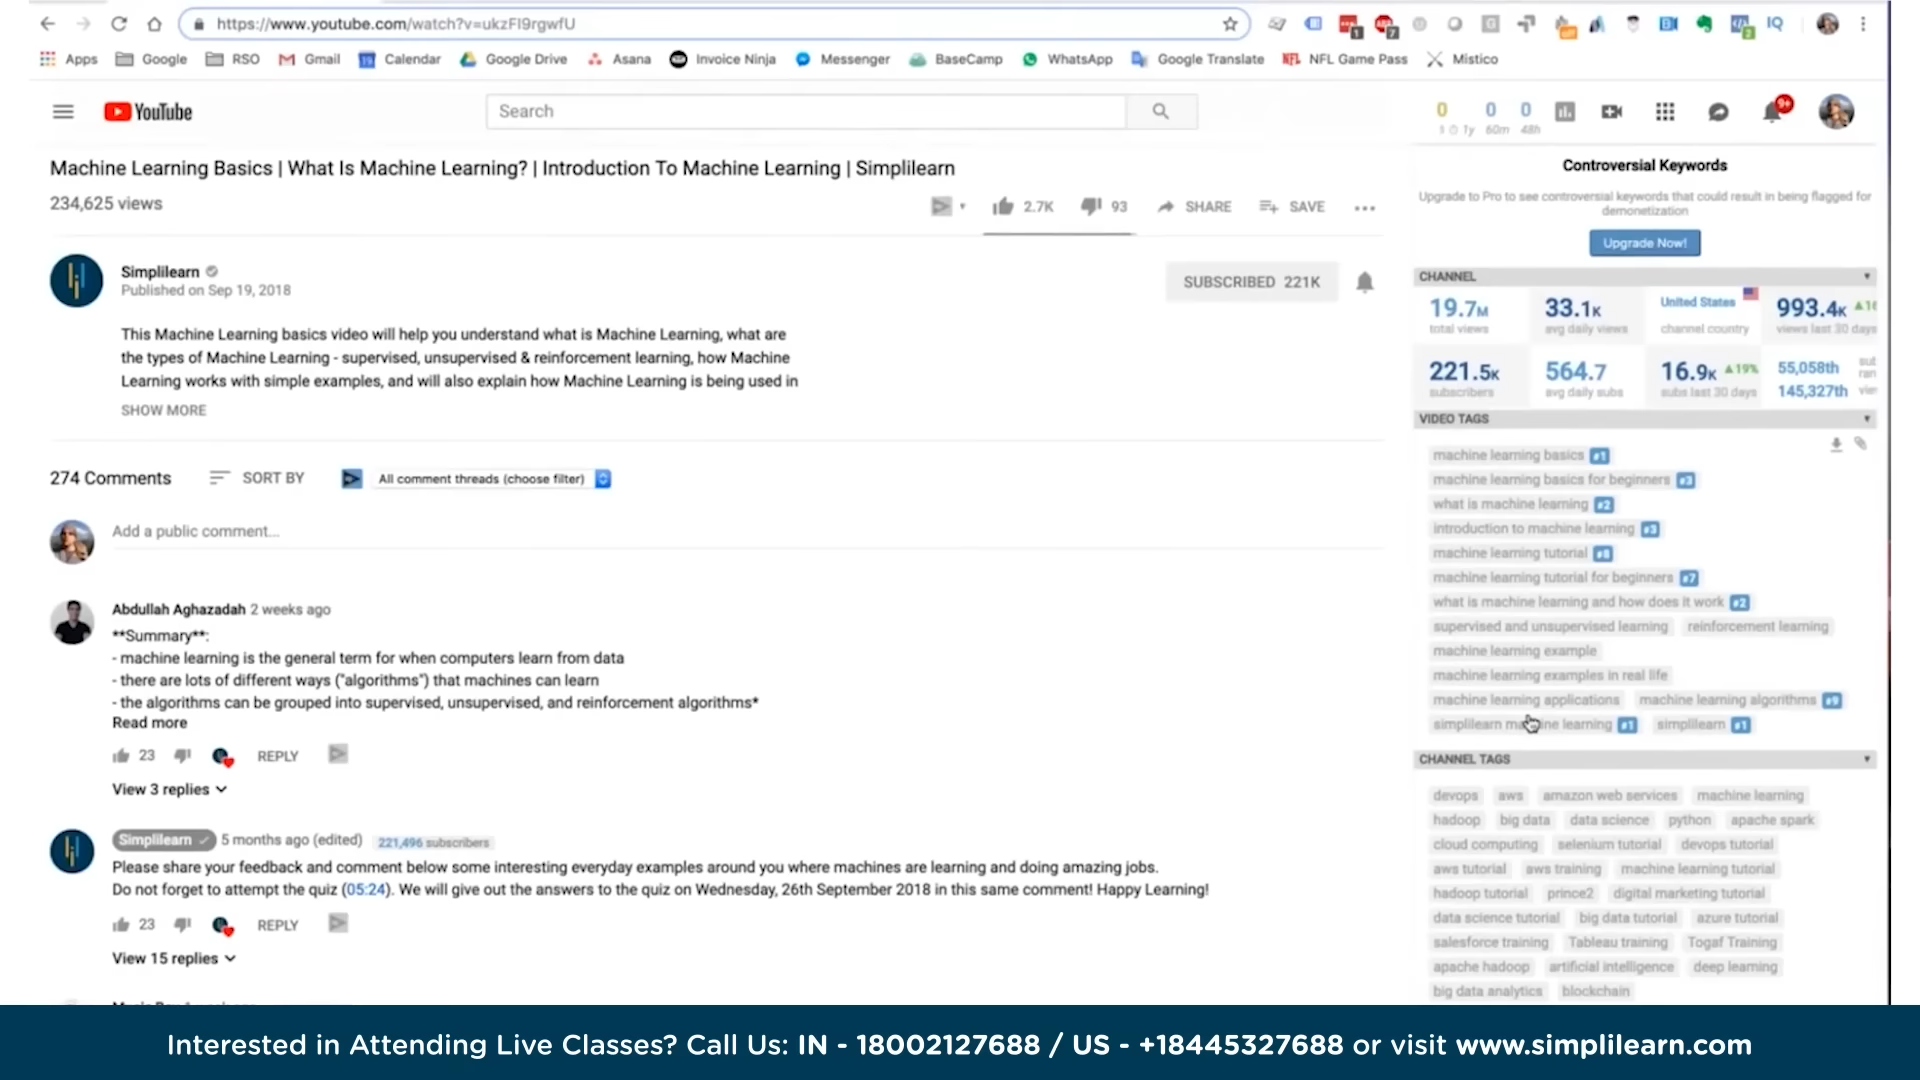 https://www.youtube.com/watch?v=ukzFI9rgwfU
Apps Google RSO Gmail Calendar Google Drive Asana Invoice Ninja Messenger BaseCamp WhatsApp Google Translate NFL Game Pass Mistico
YouTube
Search
0 0 0
1y 60m 48h
9+
Machine Learning Basics | What Is Machine Learning? | Introduction To Machine Learning | Simplilearn
234,625 views
2.7K 93 SHARE SAVE
Simplilearn
Published on Sep 19, 2018
SUBSCRIBED 221K
This Machine Learning basics video will help you understand what is Machine Learning, what are
the types of Machine Learning - supervised, unsupervised & reinforcement learning, how Machine
Learning works with simple examples, and will also explain how Machine Learning is being used in
SHOW MORE
274 Comments SORT BY All comment threads (choose filter)
Add a public comment...
Abdullah Aghazadah 2 weeks ago
**Summary**:
- machine learning is the general term for when computers learn from data
- there are lots of different ways ("algorithms") that machines can learn
- the algorithms can be grouped into supervised, unsupervised, and reinforcement algorithms*
Read more
23 REPLY
View 3 replies
Simplilearn 5 months ago (edited) 221,496 subscribers
Please share your feedback and comment below some interesting everyday examples around you where machines are learning and doing amazing jobs.
Do not forget to attempt the quiz (05:24). We will give out the answers to the quiz on Wednesday, 26th September 2018 in this same comment! Happy Learning!
23 REPLY
View 15 replies
Controversial Keywords
Upgrade to Pro to see controversial keywords that could result in being flagged for
demonetization
Upgrade Now!
CHANNEL
19.7M 33.1K United States 993.4K
total views avg daily views channel country views last 30 days
221.5K 564.7 16.9K 19% 55,058th
145,327th
subscribers avg daily subs subs last 30 days
VIDEO TAGS
machine learning basics #1
machine learning basics for beginners #3
what is machine learning #2
introduction to machine learning #3
machine learning tutorial #8
machine learning tutorial for beginners #7
what is machine learning and how does it work #2
supervised and unsupervised learning reinforcement learning
machine learning example
machine learning examples in real life
machine learning applications machine learning algorithms #9
simplilearn machine learning #1 simplilearn #1
CHANNEL TAGS
devops aws amazon web services machine learning
hadoop big data data science python apache spark
cloud computing selenium tutorial devops tutorial
aws tutorial aws training machine learning tutorial
hadoop tutorial prince2 digital marketing tutorial
data science tutorial big data tutorial azure tutorial
salesforce training Tableau training Togaf Training
apache hadoop artificial intelligence deep learning
big data analytics blockchain
Interested in Attending Live Classes? Call Us: IN - 18002127688 / US - +18445327688 or visit www.simplilearn.com